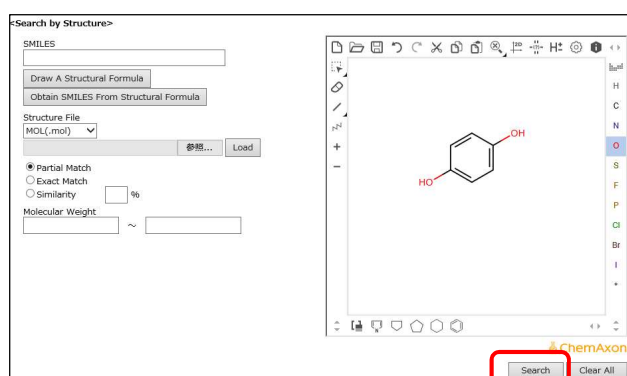 <Search by Structure>
SMILES
Draw A Structural Formula
Obtain SMILES From Structural Formula
Structure File
MOL(.mol)
参照... Load
Partial Match
Exact Match
Similarity %
Molecular Weight
~
2D H±
H
C
N
O
S
F
P
Cl
Br
I
*
OH
HO
ChemAxon
Search Clear All